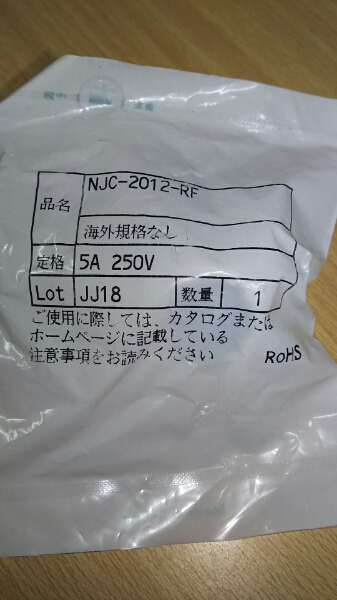 NJC-2012-RF
品名
海外規格なし
定格 5A 250V
Lot JJ18 数量 1
ご使用に際しては、カタログまたは
ホームページに記載している
注意事項をお読みください
RoHS